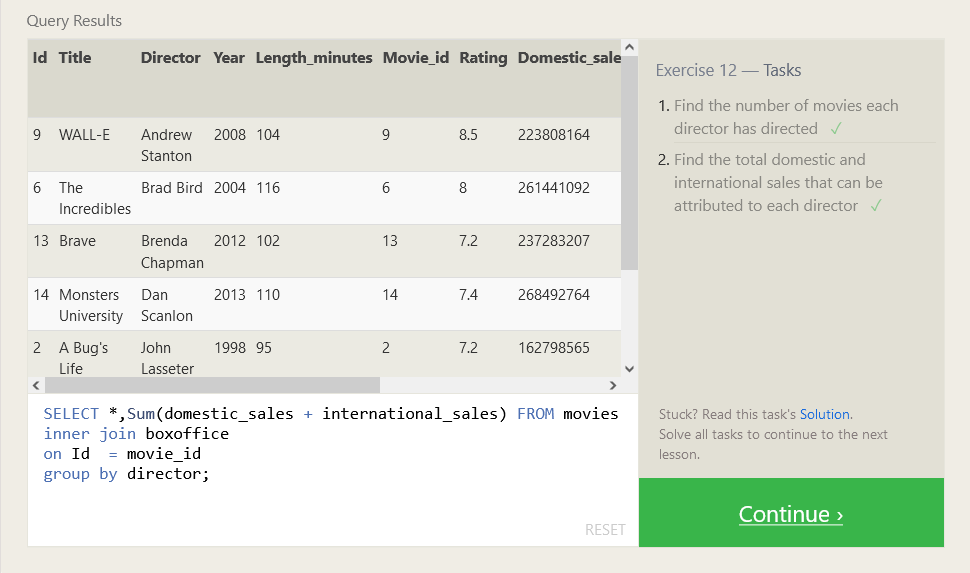 Query Results
Id Title Director Year Length_minutes Movie_id Rating Domestic_sale
9 WALL-E Andrew Stanton 2008 104 9 8.5 223808164
6 The Incredibles Brad Bird 2004 116 6 8 261441092
13 Brave Brenda Chapman 2012 102 13 7.2 237283207
14 Monsters University Dan Scanlon 2013 110 14 7.4 268492764
2 A Bug's Life John Lasseter 1998 95 2 7.2 162798565
SELECT *,Sum(domestic_sales + international_sales) FROM movies
inner join boxoffice
on Id  = movie_id
group by director;
RESET
Exercise 12 — Tasks
1. Find the number of movies each
director has directed ✓
2. Find the total domestic and
international sales that can be
attributed to each director ✓
Stuck? Read this task's Solution.
Solve all tasks to continue to the next
lesson.
Continue ›